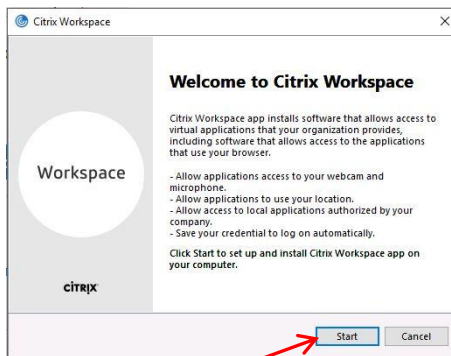 Citrix Workspace
Welcome to Citrix Workspace
Citrix Workspace app installs software that allows access to
virtual applications that your organization provides,
including software that allows access to the applications
that use your browser.
- Allow applications access to your webcam and
microphone.
- Allow applications to use your location.
- Allow access to local applications authorized by your
company.
- Save your credential to log on automatically.
Click Start to set up and install Citrix Workspace app on
your computer.
Workspace
CITRIX
Start
Cancel